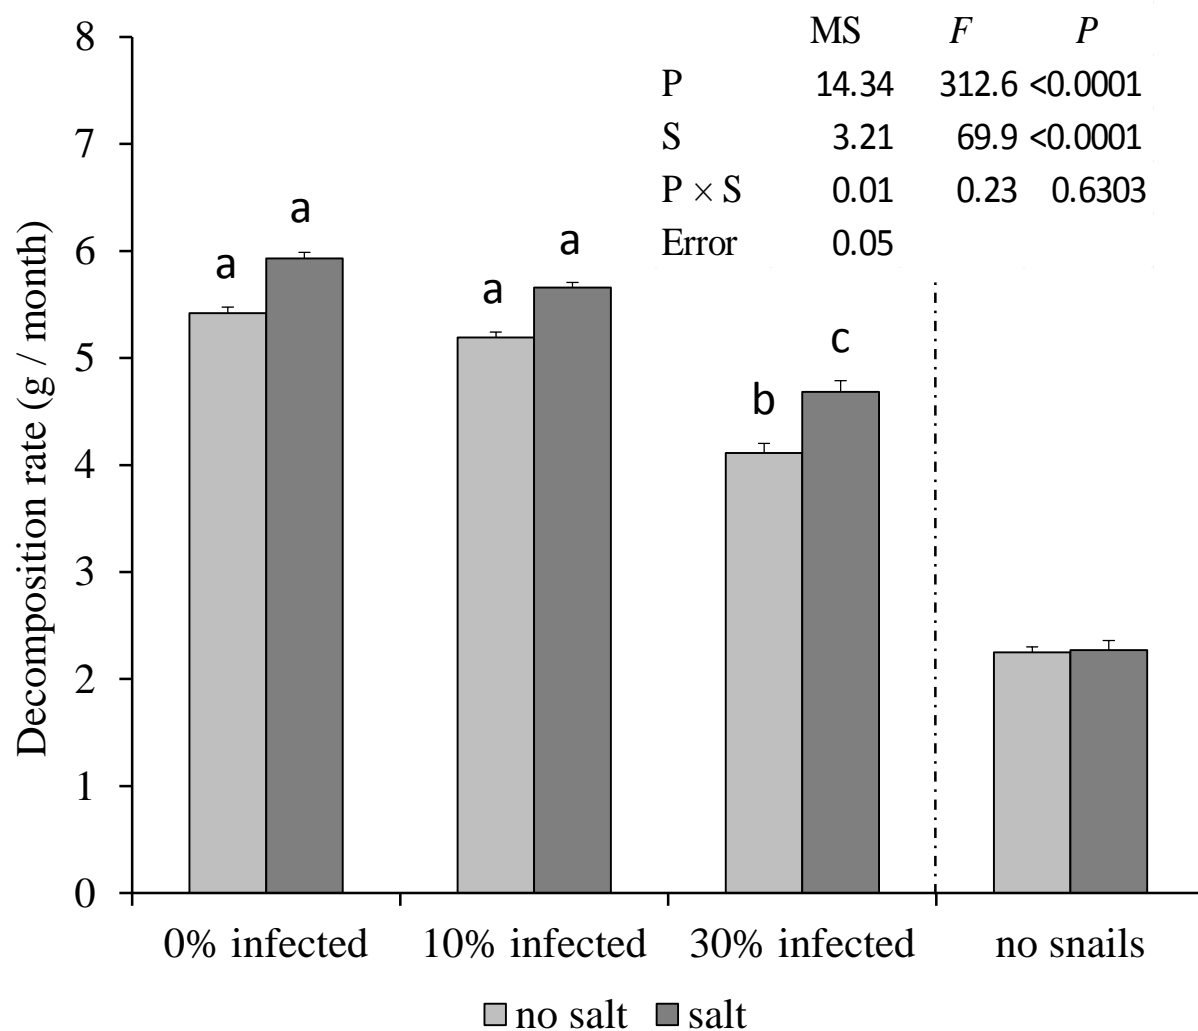 MS F P
P 14.34 312.6 <0.0001
S 3.21 69.9 <0.0001
P × S 0.01 0.23 0.6303
Error 0.05
Decomposition rate (g / month)
8
7
6
5
4
3
2
1
0
a
a
a
a
b
c
0% infected 10% infected 30% infected no snails
no salt salt